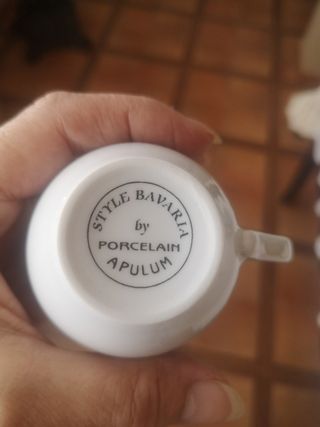 STYLE BAVARIA
by
PORCELAIN
APULUM